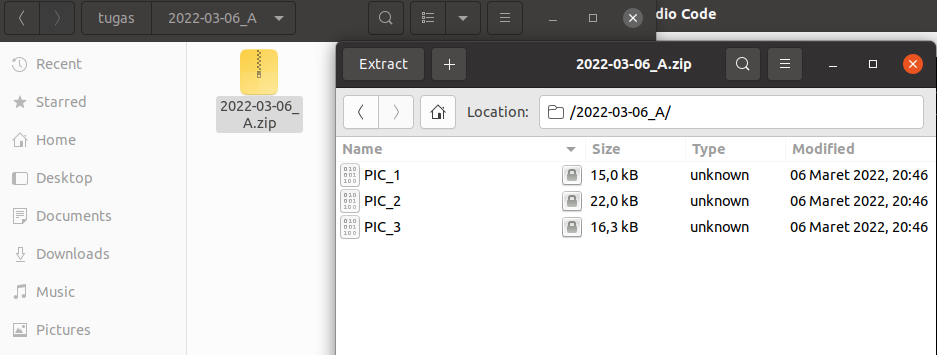 tugas 2022-03-06_A
dio Code
Recent
Starred
Home
Desktop
Documents
Downloads
Music
Pictures
2022-03-06_
A.zip
Extract + 2022-03-06_A.zip
Location: /2022-03-06_A/
Name Size Type Modified
PIC_1 15,0 kB unknown 06 Maret 2022, 20:46
PIC_2 22,0 kB unknown 06 Maret 2022, 20:46
PIC_3 16,3 kB unknown 06 Maret 2022, 20:46